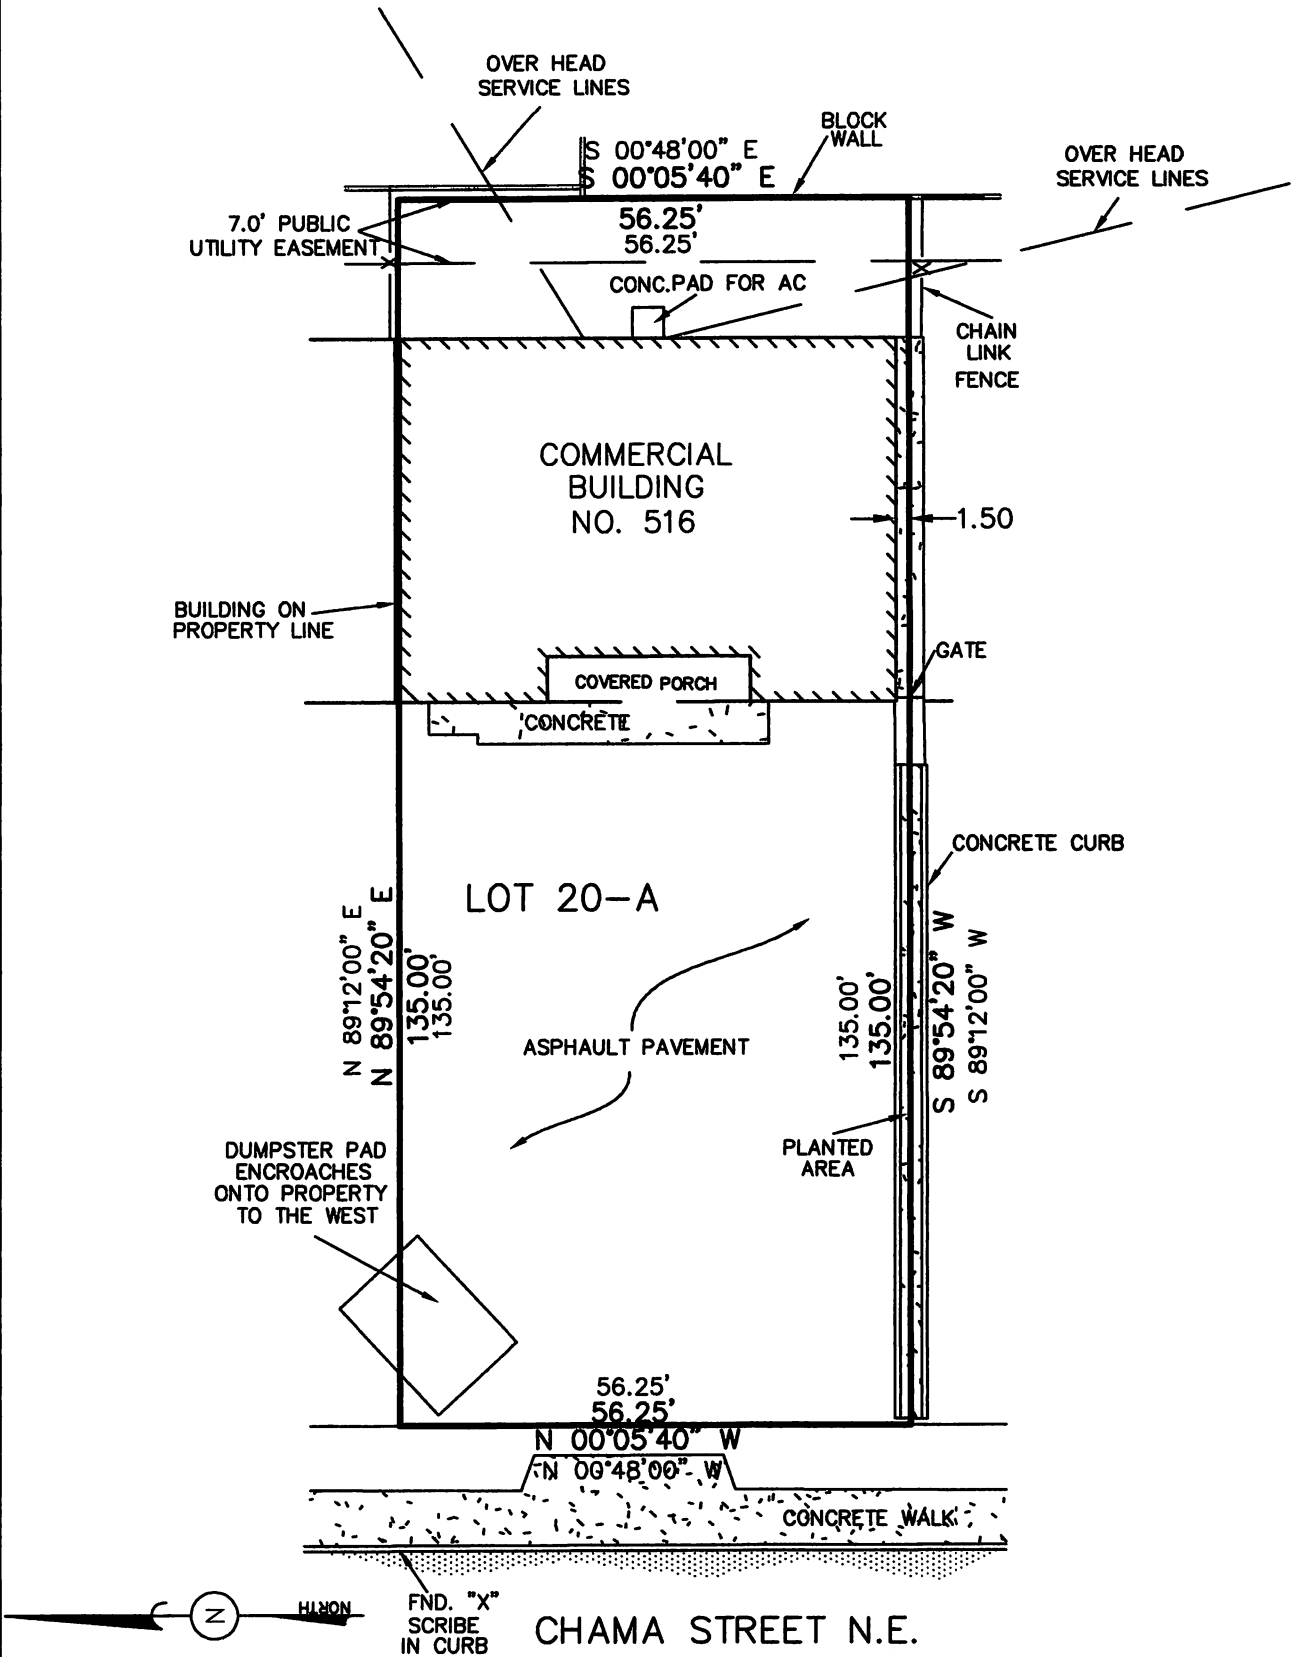 OVER HEAD
SERVICE LINES
BLOCK
WALL
S 00°48'00" E
S 00°05'40" E
OVER HEAD
SERVICE LINES
7.0' PUBLIC
UTILITY EASEMENT
56.25'
56.25'
CONC.PAD FOR AC
CHAIN
LINK
FENCE
COMMERCIAL
BUILDING
NO. 516
1.50
BUILDING ON
PROPERTY LINE
GATE
COVERED PORCH
CONCRETE
CONCRETE CURB
LOT 20-A
N 89°12'00" E
N 89°54'20" E
135.00'
135.00'
135.00'
135.00'
S 89°54'20" W
S 89°12'00" W
ASPHAULT PAVEMENT
PLANTED
AREA
DUMPSTER PAD
ENCROACHES
ONTO PROPERTY
TO THE WEST
56.25'
56.25'
N 00°05'40" W
N 00°48'00" W
CONCRETE WALK
N
NORTH
FND. "X"
SCRIBE
IN CURB
CHAMA STREET N.E.